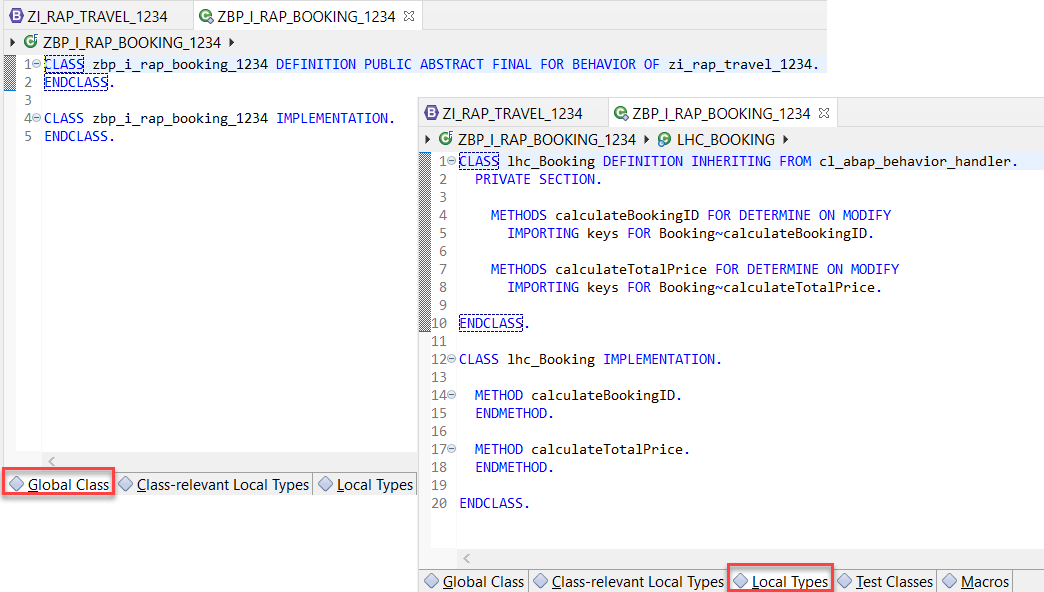 ZI_RAP_TRAVEL_1234 ZBP_I_RAP_BOOKING_1234
ZBP_I_RAP_BOOKING_1234
1 CLASS zbp_i_rap_booking_1234 DEFINITION PUBLIC ABSTRACT FINAL FOR BEHAVIOR OF zi_rap_travel_1234.
2 ENDCLASS.
3
4 CLASS zbp_i_rap_booking_1234 IMPLEMENTATION.
5 ENDCLASS.
Global Class Class-relevant Local Types Local Types
ZI_RAP_TRAVEL_1234 ZBP_I_RAP_BOOKING_1234
ZBP_I_RAP_BOOKING_1234 LHC_BOOKING
1 CLASS lhc_Booking DEFINITION INHERITING FROM cl_abap_behavior_handler.
2 PRIVATE SECTION.
3
4 METHODS calculateBookingID FOR DETERMINE ON MODIFY
5 IMPORTING keys FOR Booking~calculateBookingID.
6
7 METHODS calculateTotalPrice FOR DETERMINE ON MODIFY
8 IMPORTING keys FOR Booking~calculateTotalPrice.
9
10 ENDCLASS.
11
12 CLASS lhc_Booking IMPLEMENTATION.
13
14 METHOD calculateBookingID.
15 ENDMETHOD.
16
17 METHOD calculateTotalPrice.
18 ENDMETHOD.
19
20 ENDCLASS.
Global Class Class-relevant Local Types Local Types Test Classes Macros